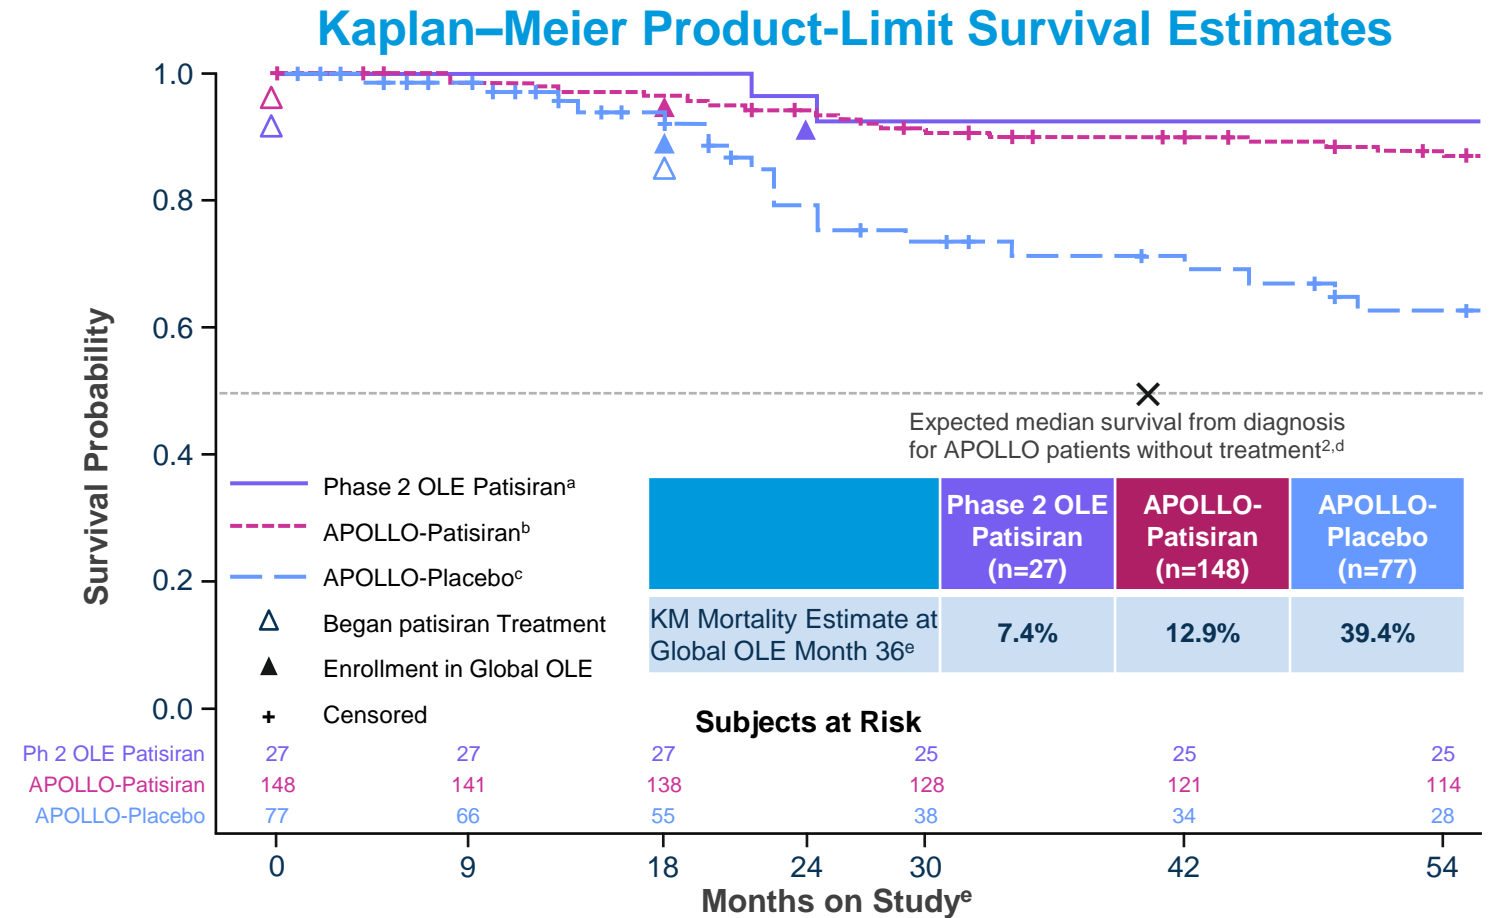 Kaplan–Meier Product-Limit Survival Estimates
Survival Probability
1.0
0.8
0.6
0.4
0.2
0.0
Expected median survival from diagnosis
for APOLLO patients without treatment2,d
Phase 2 OLE Patisirana
APOLLO-Patisiranb
APOLLO-Placeboc
Began patisiran Treatment
Enrollment in Global OLE
Censored
Phase 2 OLE
Patisiran
(n=27)
APOLLO-
Patisiran
(n=148)
APOLLO-
Placebo
(n=77)
KM Mortality Estimate at
Global OLE Month 36e
7.4%
12.9%
39.4%
Subjects at Risk
Ph 2 OLE Patisiran 27 27 27 25 25 25
APOLLO-Patisiran 148 141 138 128 121 114
APOLLO-Placebo 77 66 55 38 34 28
0 9 18 24 30 42 54
Months on Studye